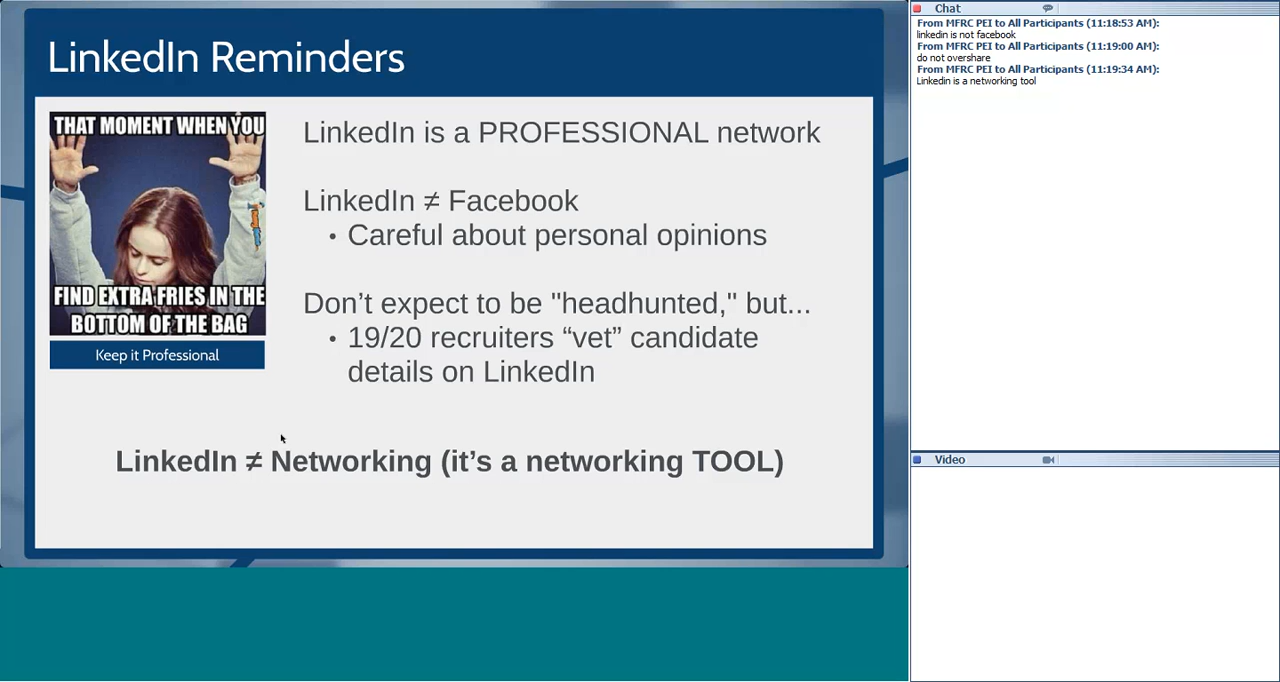 LinkedIn Reminders
THAT MOMENT WHEN YOU
FIND EXTRA FRIES IN THE
BOTTOM OF THE BAG
Keep it Professional
LinkedIn is a PROFESSIONAL network
LinkedIn ≠ Facebook
• Careful about personal opinions
Don’t expect to be "headhunted," but...
• 19/20 recruiters “vet” candidate
details on LinkedIn
LinkedIn ≠ Networking (it’s a networking TOOL)
Chat
From MFRC PEI to All Participants (11:18:53 AM):
linkedin is not facebook
From MFRC PEI to All Participants (11:19:00 AM):
do not overshare
From MFRC PEI to All Participants (11:19:34 AM):
Linkedin is a networking tool
Video